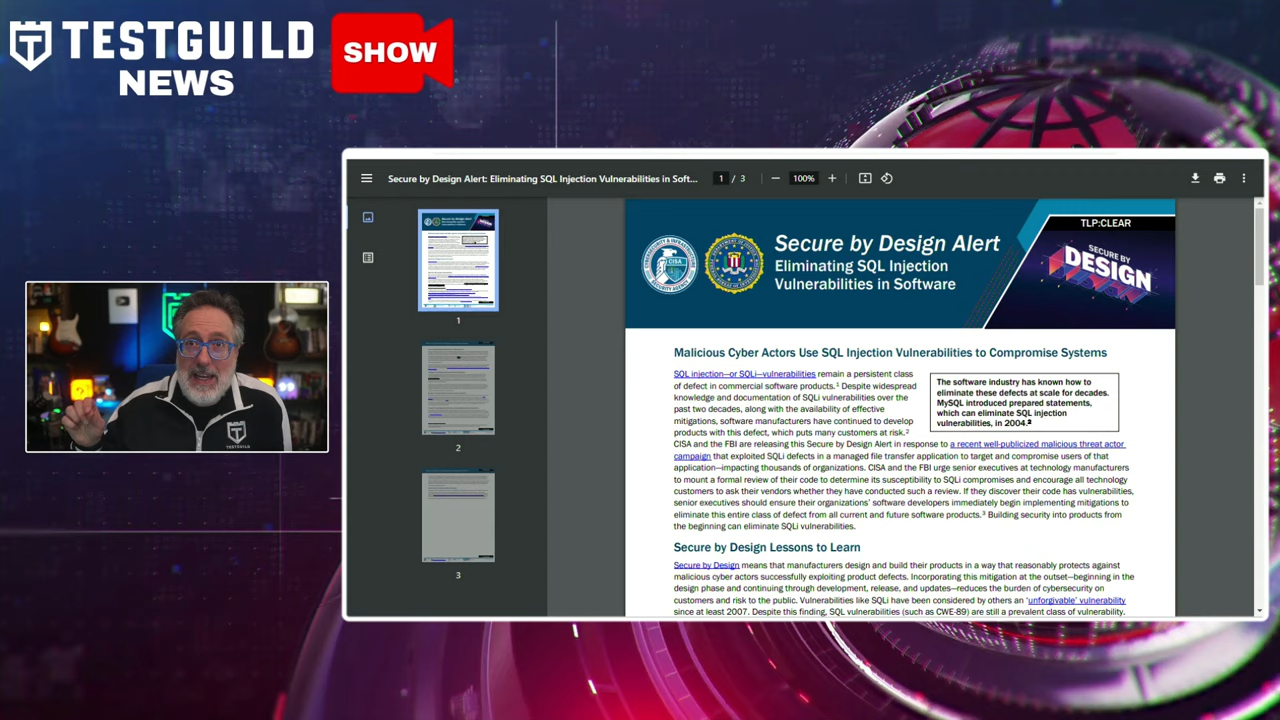 TESTGUILD
NEWS
SHOW
Secure by Design Alert: Eliminating SQL Injection Vulnerabilities in Soft...
1 / 3
100%
1
2
3
TLP:CLEAR
CISA
Secure by Design Alert
Eliminating SQL Injection
Vulnerabilities in Software
SECURE BY
DESIGN
Malicious Cyber Actors Use SQL Injection Vulnerabilities to Compromise Systems
SQL injection—or SQLi—vulnerabilities remain a persistent class
of defect in commercial software products.1 Despite widespread
knowledge and documentation of SQLi vulnerabilities over the
past two decades, along with the availability of effective
mitigations, software manufacturers have continued to develop
products with this defect, which puts many customers at risk.2
The software industry has known how to
eliminate these defects at scale for decades.
MySQL introduced prepared statements,
which can eliminate SQL injection
vulnerabilities, in 2004.2
CISA and the FBI are releasing this Secure by Design Alert in response to a recent well-publicized malicious threat actor
campaign that exploited SQLi defects in a managed file transfer application to target and compromise users of that
application—impacting thousands of organizations. CISA and the FBI urge senior executives at technology manufacturers
to mount a formal review of their code to determine its susceptibility to SQLi compromises and encourage all technology
customers to ask their vendors whether they have conducted such a review. If they discover their code has vulnerabilities,
senior executives should ensure their organizations' software developers immediately begin implementing mitigations to
eliminate this entire class of defect from all current and future software products.3 Building security into products from
the beginning can eliminate SQLi vulnerabilities.
Secure by Design Lessons to Learn
Secure by Design means that manufacturers design and build their products in a way that reasonably protects against
malicious cyber actors successfully exploiting product defects. Incorporating this mitigation at the outset—beginning in the
design phase and continuing through development, release, and updates—reduces the burden of cybersecurity on
customers and risk to the public. Vulnerabilities like SQLi have been considered by others an 'unforgivable' vulnerability
since at least 2007. Despite this finding, SQL vulnerabilities (such as CWE-89) are still a prevalent class of vulnerability.